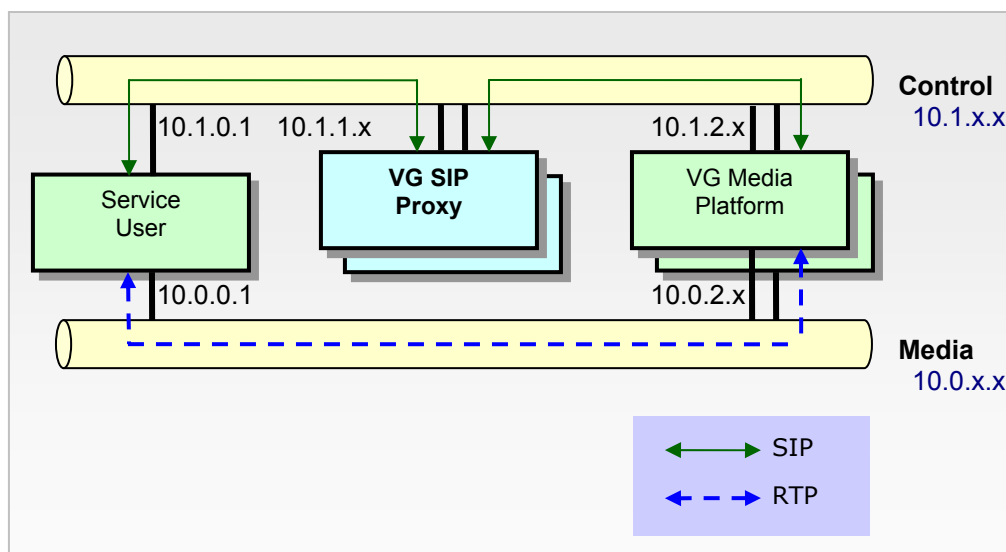 Control
10.1.x.x
10.1.0.1
10.1.1.x
10.1.2.x
Service
User
VG SIP
Proxy
VG Media
Platform
10.0.0.1
10.0.2.x
Media
10.0.x.x
SIP
RTP